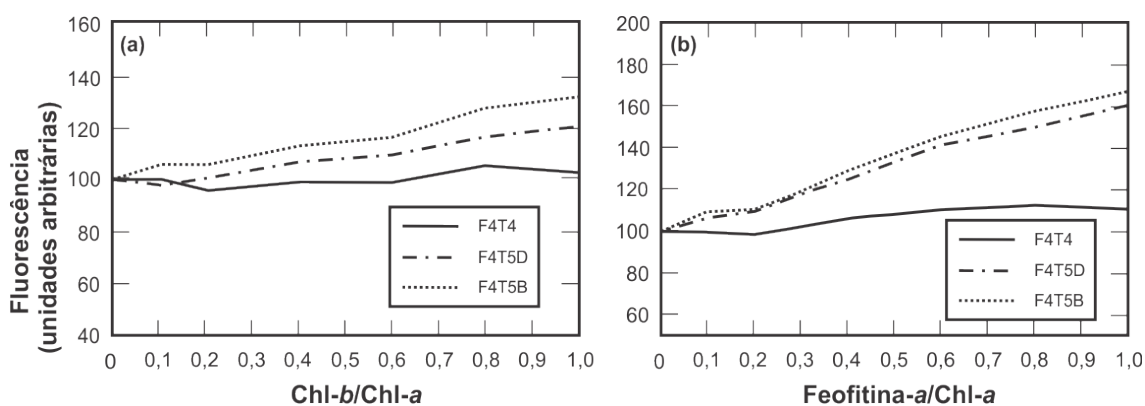 Fluorescência
(unidades arbitrárias)
(a)
160
140
120
100
80
60
40
F4T4
F4T5D
F4T5B
0 0,1 0,2 0,3 0,4 0,5 0,6 0,7 0,8 0,9 1,0
Chl-b/Chl-a
(b)
200
180
160
140
120
100
80
60
F4T4
F4T5D
F4T5B
0 0,1 0,2 0,3 0,4 0,5 0,6 0,7 0,8 0,9 1,0
Feofitina-a/Chl-a